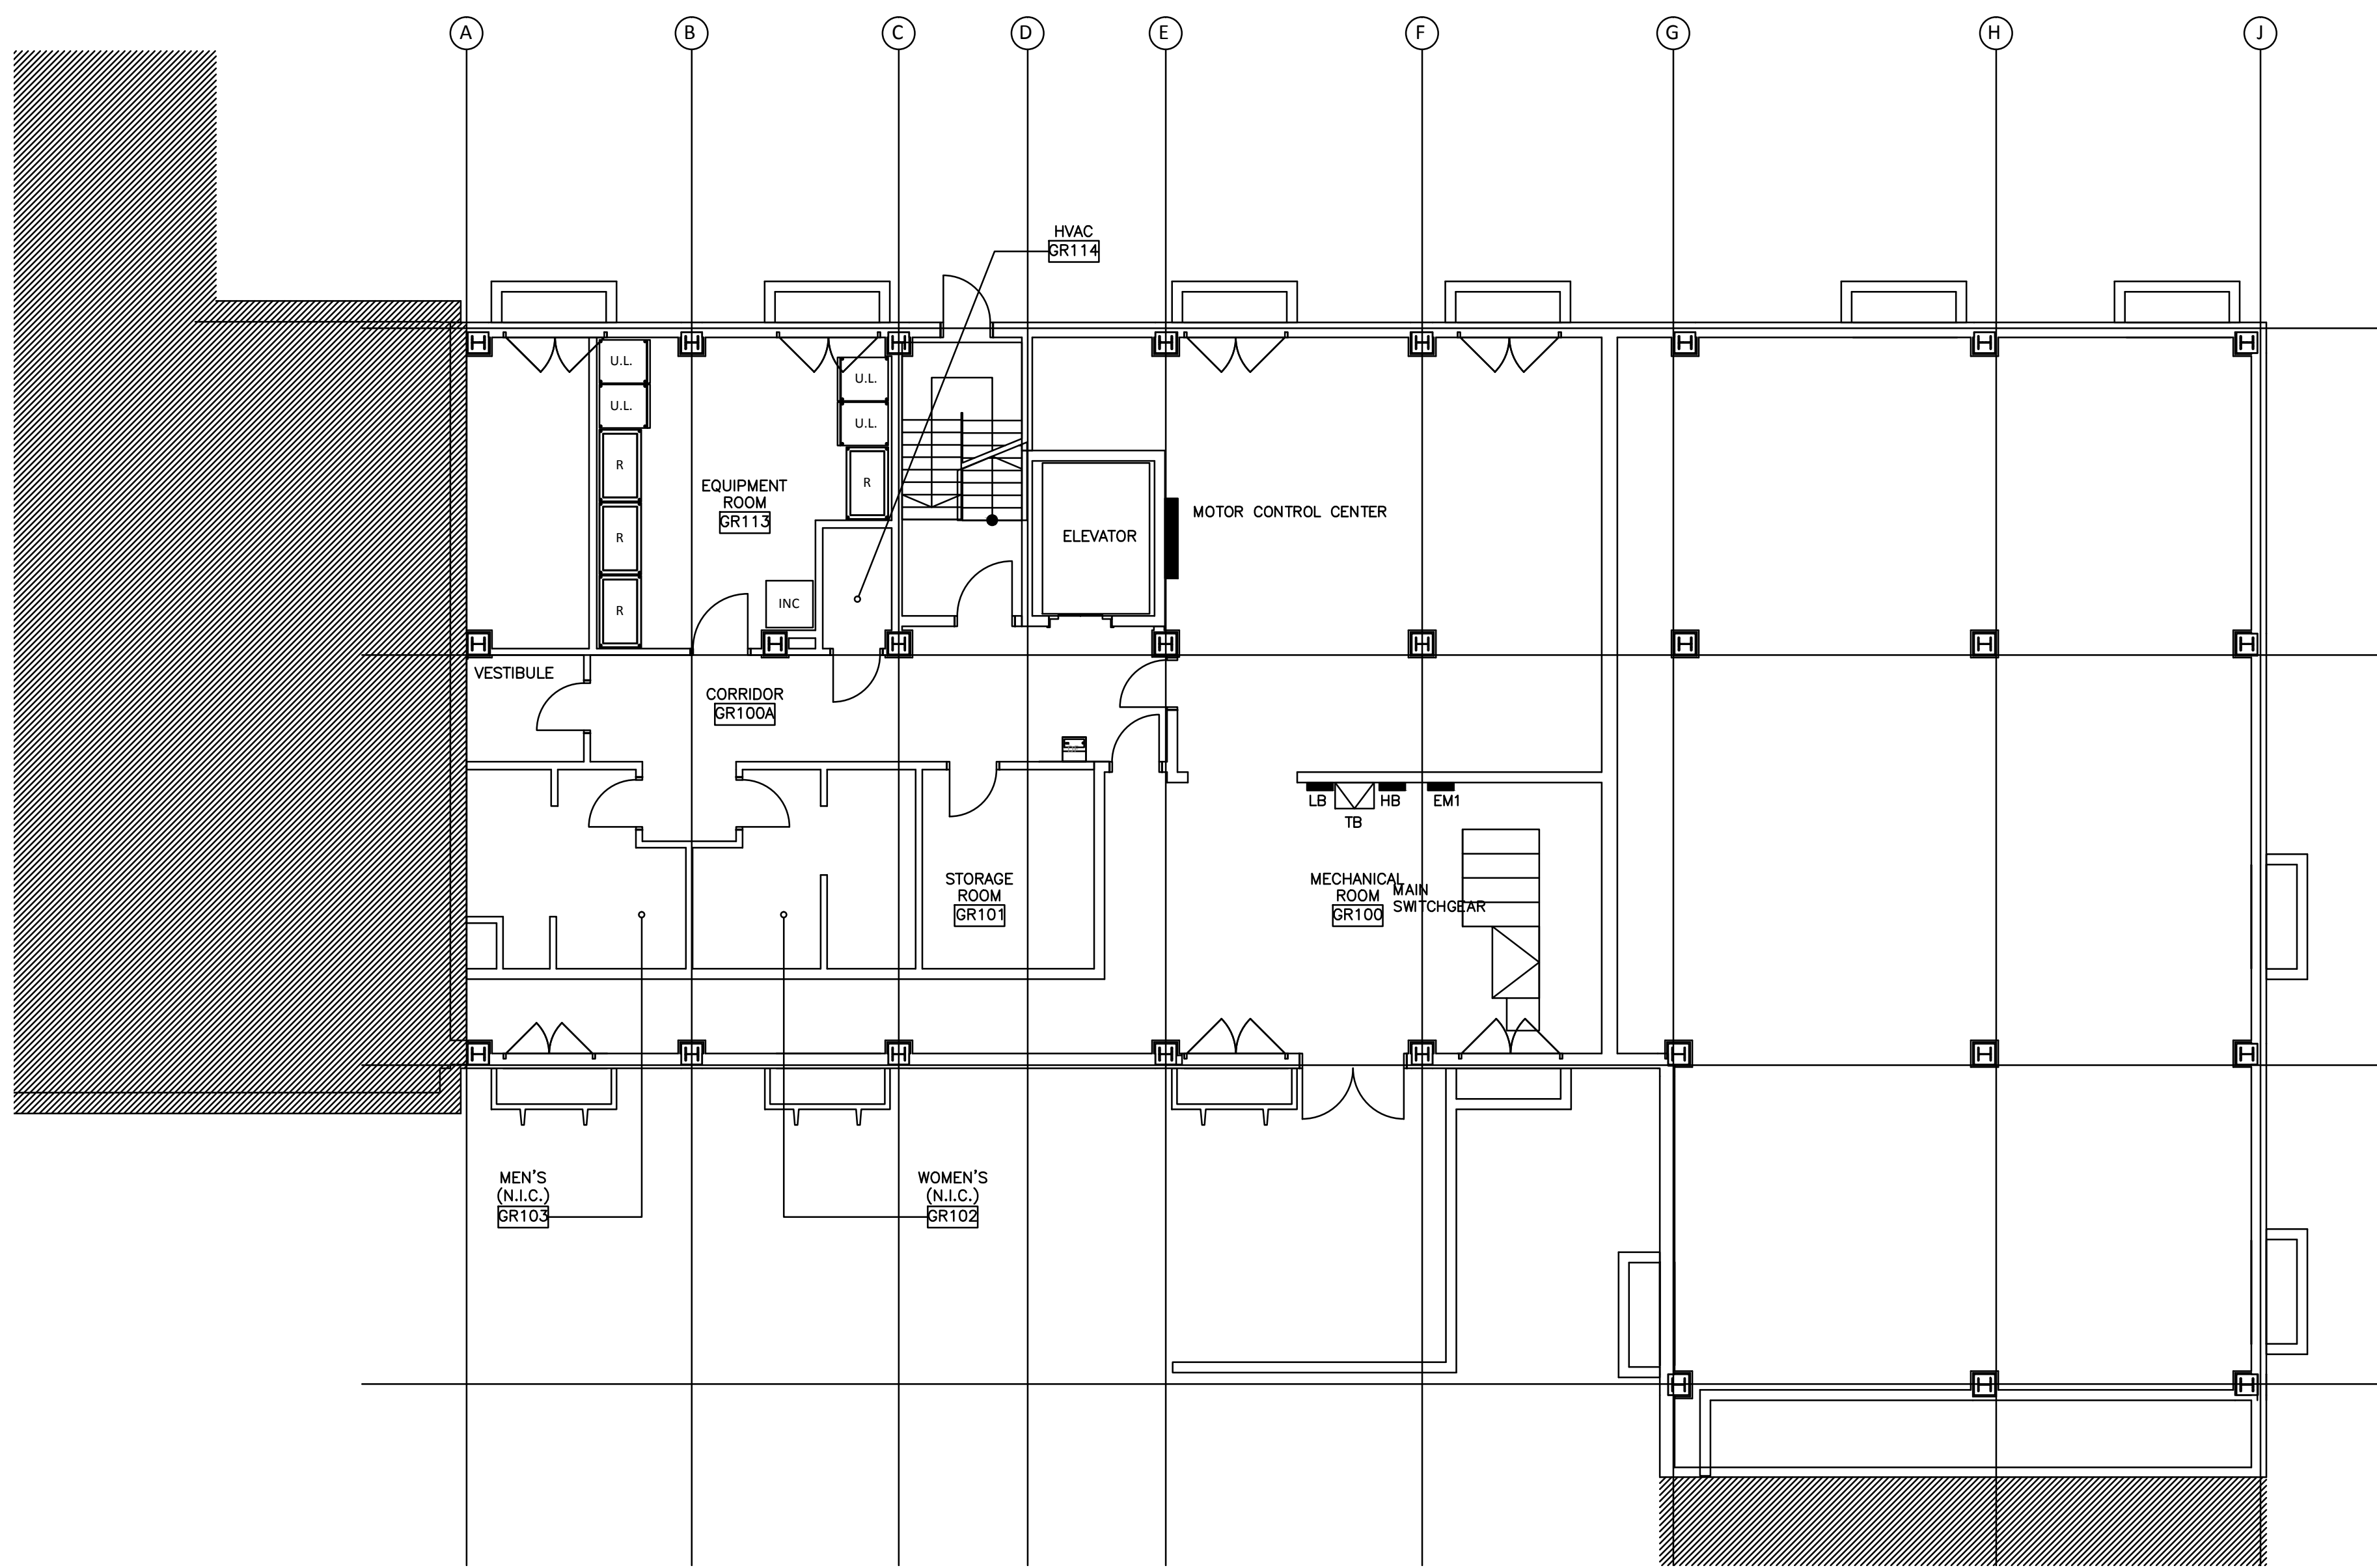 A
B
C
D
E
F
G
H
J
HVAC
GR114
U.L.
U.L.
U.L.
U.L.
R
R
R
R
EQUIPMENT
ROOM
GR113
INC
ELEVATOR
MOTOR CONTROL CENTER
VESTIBULE
CORRIDOR
GR100A
LB
HB
EM1
TB
STORAGE
ROOM
GR101
MECHANICAL
ROOM
GR100
MAIN
SWITCHGEAR
MEN'S
(N.I.C.)
GR103
WOMEN'S
(N.I.C.)
GR102